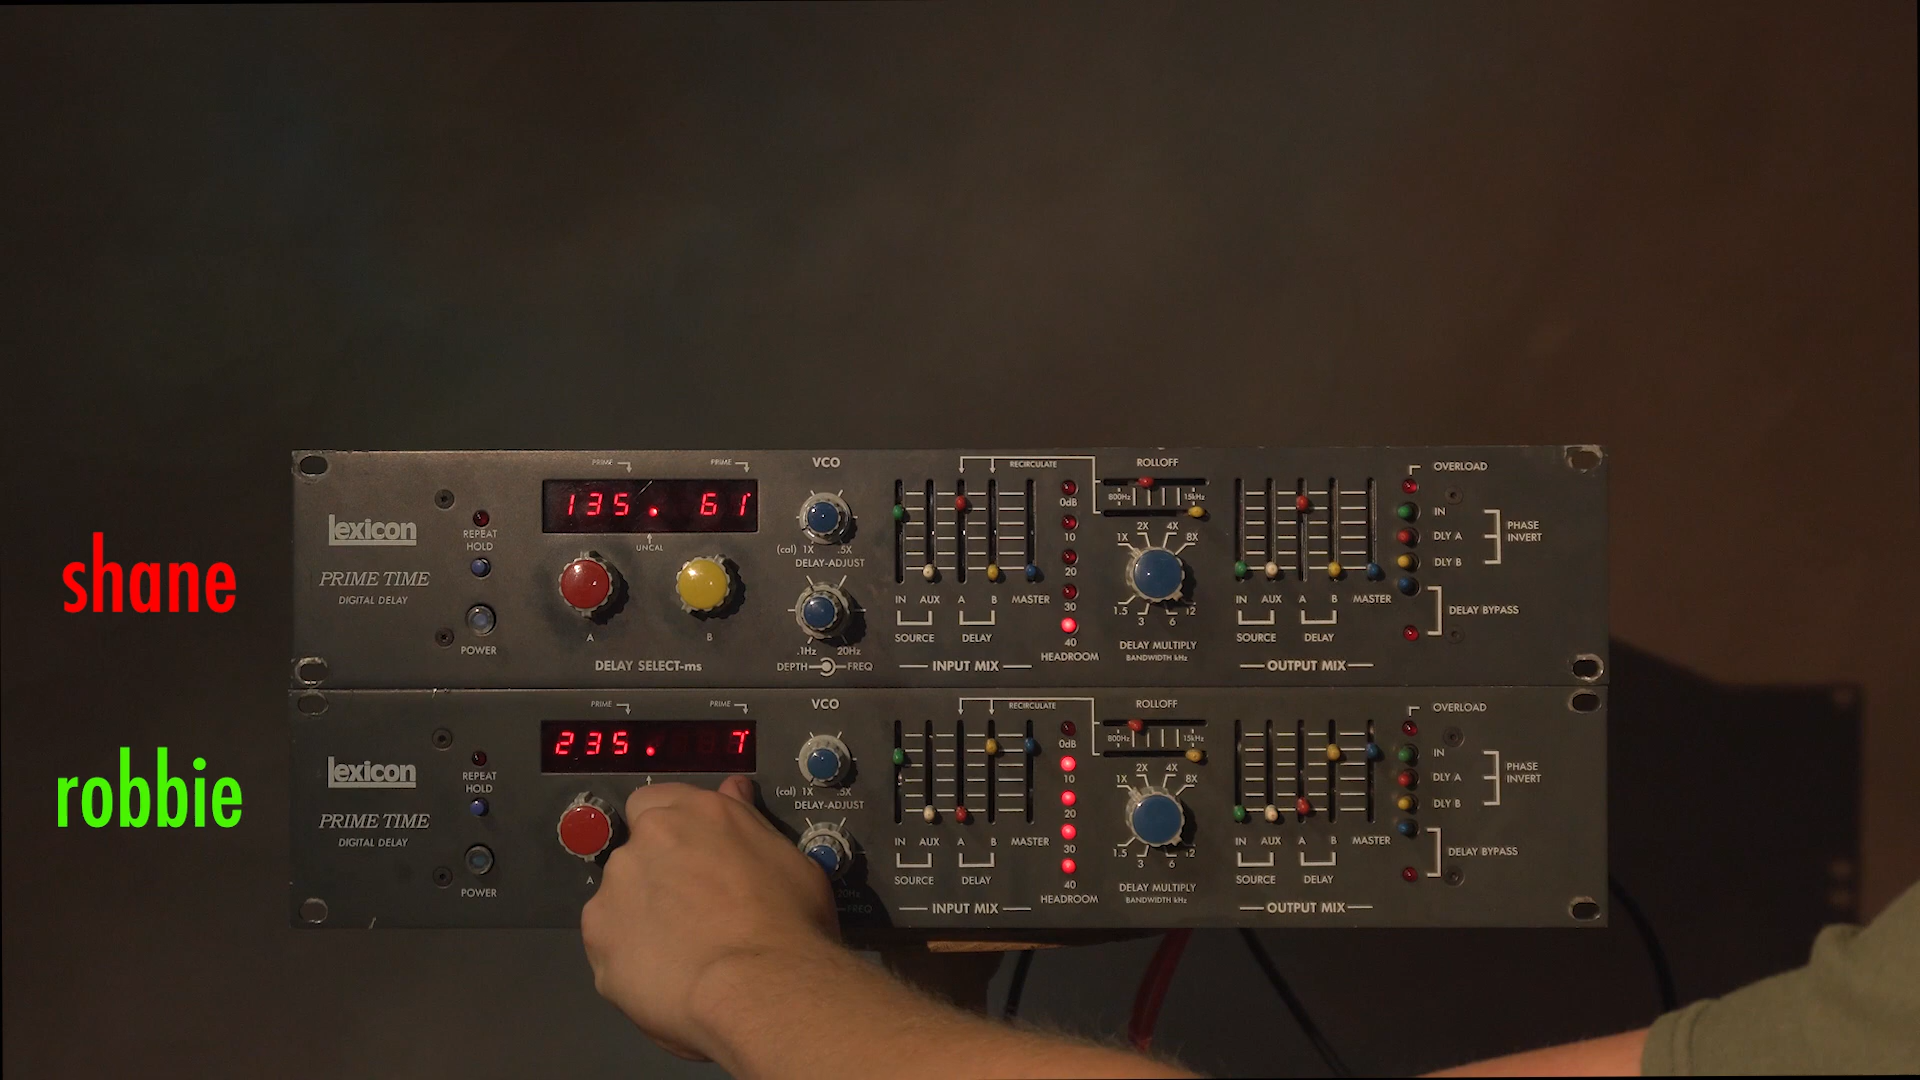 shane
robbie
PRIME PRIME
135. 61
UNCAL
lexicon
PRIME TIME
DIGITAL DELAY
REPEAT
HOLD
POWER
A B
DELAY SELECT-ms
VCO
(cal) 1X .5X
DELAY-ADJUST
.1Hz 20Hz
DEPTH FREQ
RECIRCULATE
IN AUX A B MASTER
SOURCE DELAY
INPUT MIX
0dB
10
20
30
40
HEADROOM
ROLLOFF
800Hz 15kHz
2X 4X
1X 8X
1.5 12
3 6
DELAY MULTIPLY
BANDWIDTH kHz
IN AUX A B MASTER
SOURCE DELAY
OUTPUT MIX
OVERLOAD
IN
DLY A
DLY B
PHASE
INVERT
DELAY BYPASS
PRIME PRIME
235.
lexicon
PRIME TIME
DIGITAL DELAY
REPEAT
HOLD
POWER
A
VCO
(cal) 1X .5X
DELAY-ADJUST
20Hz
FREQ
RECIRCULATE
IN AUX A B MASTER
SOURCE DELAY
INPUT MIX
0dB
10
20
30
40
HEADROOM
ROLLOFF
800Hz 15kHz
2X 4X
1X 8X
1.5 12
3 6
DELAY MULTIPLY
BANDWIDTH kHz
IN AUX A B MASTER
SOURCE DELAY
OUTPUT MIX
OVERLOAD
IN
DLY A
DLY B
PHASE
INVERT
DELAY BYPASS